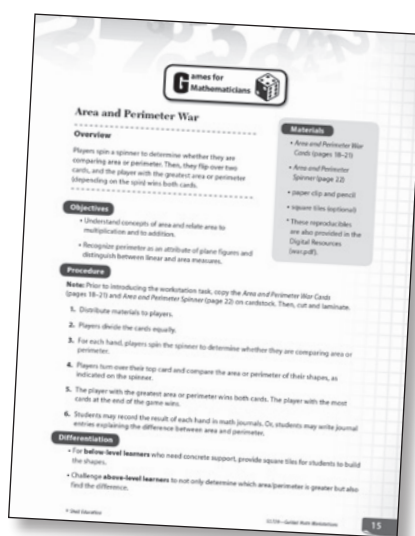 Games for
Mathematicians
Area and Perimeter War
Overview
Players spin a spinner to determine whether they are
comparing area or perimeter. Then, they flip over two
cards, and the player with the greatest area or perimeter
(depending on the spin) wins both cards.
Materials
• Area and Perimeter War
Cards (pages 18–21)
• Area and Perimeter
Spinner (page 22)
• paper clip and pencil
• square tiles (optional)
* These reproducibles
are also provided in the
Digital Resources
(war.pdf).
Objectives
• Understand concepts of area and relate area to
multiplication and to addition.
• Recognize perimeter as an attribute of plane figures and
distinguish between linear and area measures.
Procedure
Note: Prior to introducing the workstation task, copy the Area and Perimeter War Cards
(pages 18–21) and Area and Perimeter Spinner (page 22) on cardstock. Then, cut and laminate.
1. Distribute materials to players.
2. Players divide the cards equally.
3. For each hand, players spin the spinner to determine whether they are comparing area or
perimeter.
4. Players turn over their top card and compare the area or perimeter of their shapes, as
indicated on the spinner.
5. The player with the greatest area or perimeter wins both cards. The player with the most
cards at the end of the game wins.
6. Students may record the result of each hand in math journals. Or, students may write journal
entries explaining the difference between area and perimeter.
Differentiation
• For below-level learners who need concrete support, provide square tiles for students to build
the shapes.
• Challenge above-level learners to not only determine which area/perimeter is greater but also
find the difference.
© Shell Education
Guided Math Workstations
15